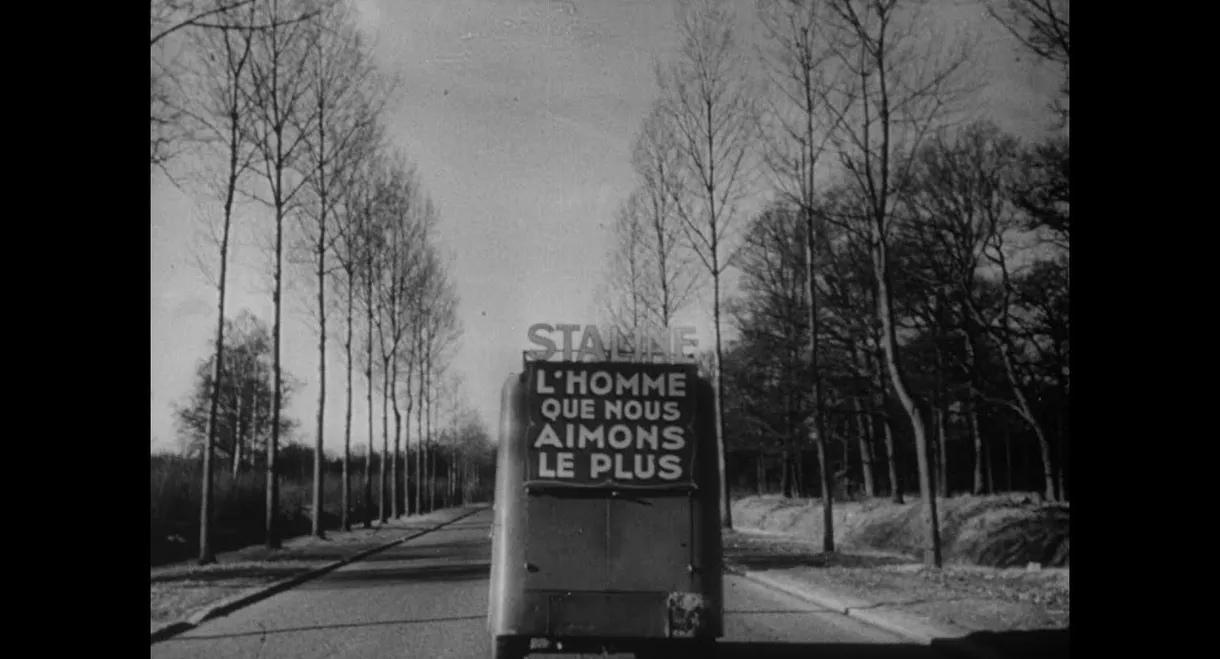 STALINE
L'HOMME
QUE NOUS
AIMONS
LE PLUS